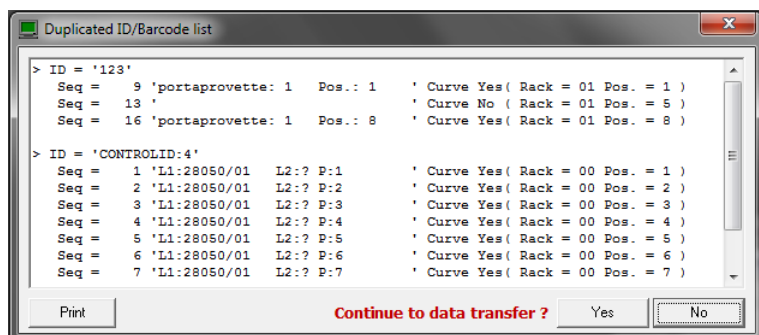 Duplicated ID/Barcode list
> ID = '123'
Seq =    9 'portaprovette: 1   Pos.: 1    ' Curve Yes( Rack = 01 Pos. = 1 )
Seq =   13 '                              ' Curve No ( Rack = 01 Pos. = 5 )
Seq =   16 'portaprovette: 1   Pos.: 8    ' Curve Yes( Rack = 01 Pos. = 8 )
> ID = 'CONTROLID:4'
Seq =    1 'L1:28050/01   L2:? P:1        ' Curve Yes( Rack = 00 Pos. = 1 )
Seq =    2 'L1:28050/01   L2:? P:2        ' Curve Yes( Rack = 00 Pos. = 2 )
Seq =    3 'L1:28050/01   L2:? P:3        ' Curve Yes( Rack = 00 Pos. = 3 )
Seq =    4 'L1:28050/01   L2:? P:4        ' Curve Yes( Rack = 00 Pos. = 4 )
Seq =    5 'L1:28050/01   L2:? P:5        ' Curve Yes( Rack = 00 Pos. = 5 )
Seq =    6 'L1:28050/01   L2:? P:6        ' Curve Yes( Rack = 00 Pos. = 6 )
Seq =    7 'L1:28050/01   L2:? P:7        ' Curve Yes( Rack = 00 Pos. = 7 )
Print Continue to data transfer ? Yes No